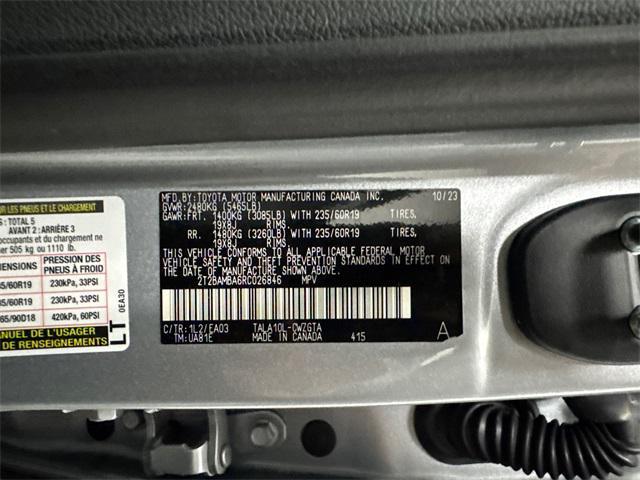 R LES PNEUS ET LE CHARGEMENT
: TOTAL 5
AVANT 2 : ARRIÈRE 3
occupants et du chargement ne
ser 505 kg ou 1110 lb.
MENSIONS PRESSION DES PNEUS À FROID
5/60R19 230kPa, 33PSI
5/60R19 230kPa, 33PSI
65/90D18 420kPa, 60PSI
MANUEL DE L'USAGER
NSEIGNEMENTS
LT 0EA30
MFD.BY:TOYOTA MOTOR MANUFACTURING CANADA INC. 10/23
GVWR:2480KG (5465LB)
GAWR:FRT. 1400KG (3085LB) WITH 235/60R19 TIRES,
19X8J RIMS,
RR. 1480KG (3260LB) WITH 235/60R19 TIRES,
19X8J RIMS.
THIS VEHICLE CONFORMS TO ALL APPLICABLE FEDERAL MOTOR
VEHICLE SAFETY AND THEFT PREVENTION STANDARDS IN EFFECT
ON THE DATE OF MANUFACTURE SHOWN ABOVE.
2T2BAMBA6RC026846 MPV
C/TR:1L2/EA03 TALA10L-CWZGTA
TM:UA81E MADE IN CANADA 415 A